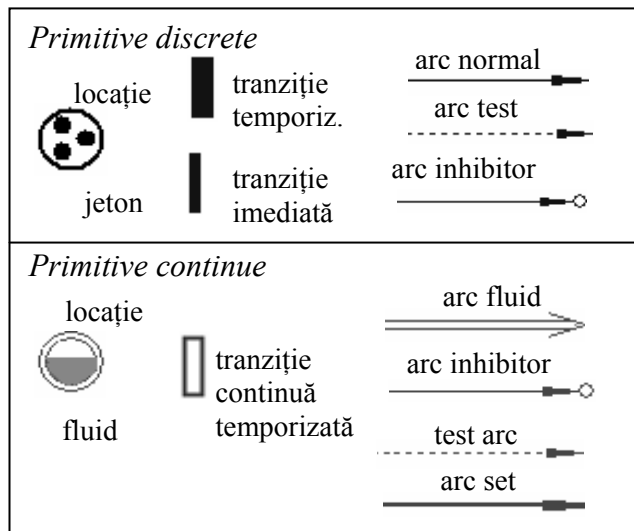 Primitive discrete
locație
jeton
tranziție
temporiz.
tranziție
imediată
arc normal
arc test
arc inhibitor
Primitive continue
locație
fluid
tranziție
continuă
temporizată
arc fluid
arc inhibitor
test arc
arc set